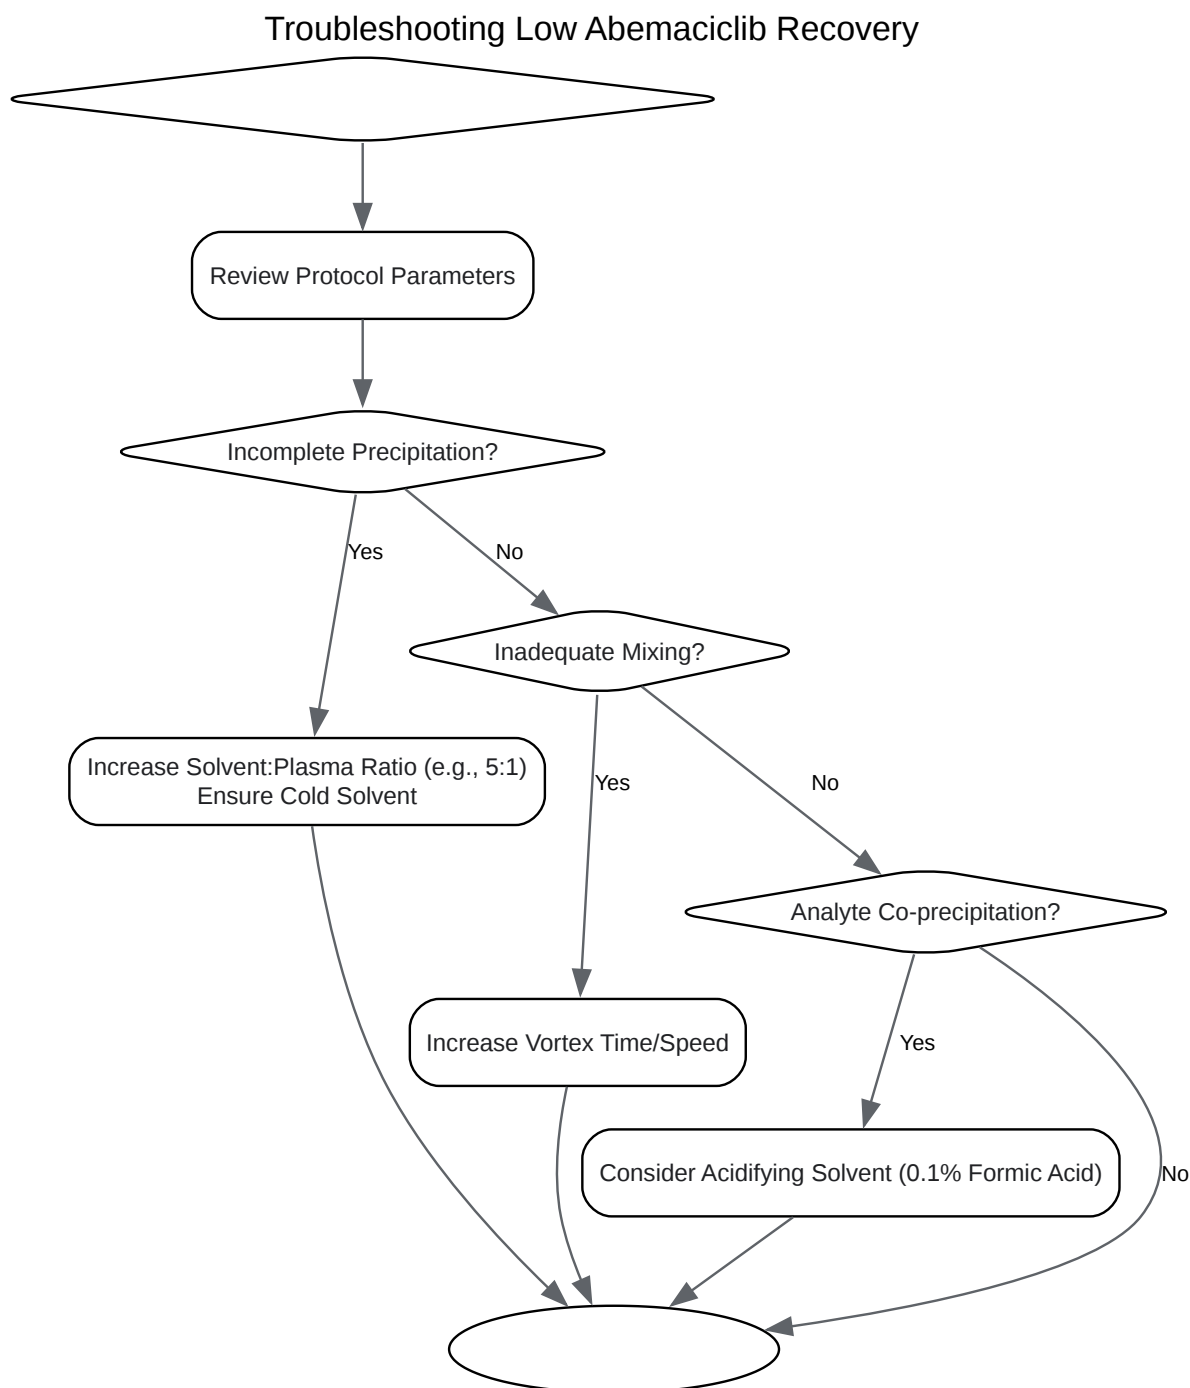 Troubleshooting Low Abemaciclib Recovery
Review Protocol Parameters
Incomplete Precipitation?
Yes
No
Inadequate Mixing?
Increase Solvent:Plasma Ratio (e.g., 5:1)
Ensure Cold Solvent
Yes
No
Analyte Co-precipitation?
Increase Vortex Time/Speed
Yes
Consider Acidifying Solvent (0.1% Formic Acid)
No